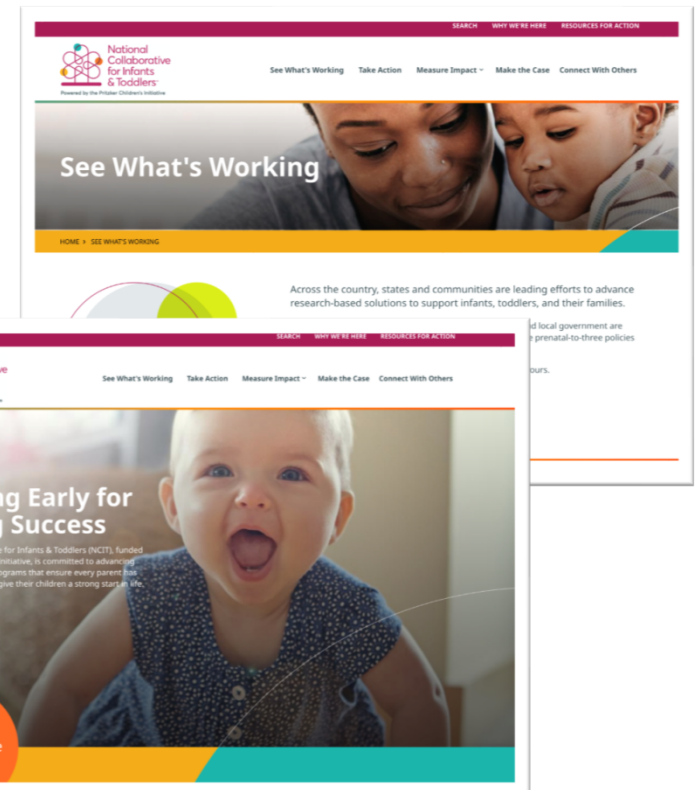 SEARCH WHY WE'RE HERE RESOURCES FOR ACTION
National
Collaborative
for Infants
& Toddlers
Powered by the Pritzker Children's Initiative
See What's Working Take Action Measure Impact Make the Case Connect With Others
See What's Working
HOME > SEE WHAT'S WORKING
Across the country, states and communities are leading efforts to advance
research-based solutions to support infants, toddlers, and their families.
local government are
prenatal-to-three policies
ours.
SEARCH WHY WE'RE HERE RESOURCES FOR ACTION
See What's Working Take Action Measure Impact Make the Case Connect With Others
Early for
Success
for Infants & Toddlers (NCIT), funded
is committed to advancing
that ensure every parent has
give their children a strong start in life.